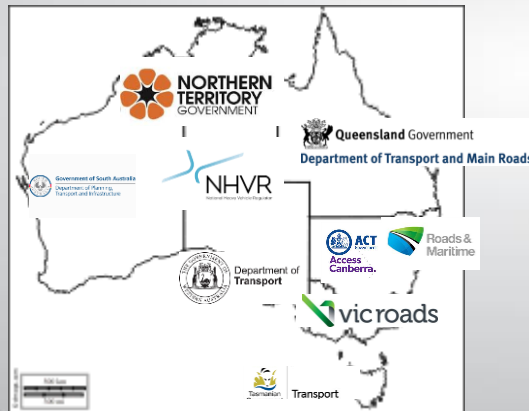 NORTHERN
TERRITORY
GOVERNMENT
Queensland Government
Department of Transport and Main Roads
Government of South Australia
Department of Planning,
Transport and Infrastructure
NHVR
National Heavy Vehicle Regulator
ACT
Access
Canberra.
Roads &
Maritime
Department of
Transport
vicroads
Tasmanian
Transport